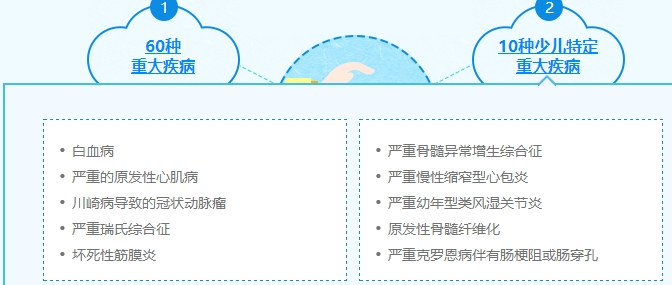 1
60种
重大疾病
2
10种少儿特定
重大疾病
• 白血病
• 严重的原发性心肌病
• 川崎病导致的冠状动脉瘤
• 严重瑞氏综合征
• 坏死性筋膜炎
• 严重骨髓异常增生综合征
• 严重慢性缩窄型心包炎
• 严重幼年型类风湿关节炎
• 原发性骨髓纤维化
• 严重克罗恩病伴有肠梗阻或肠穿孔